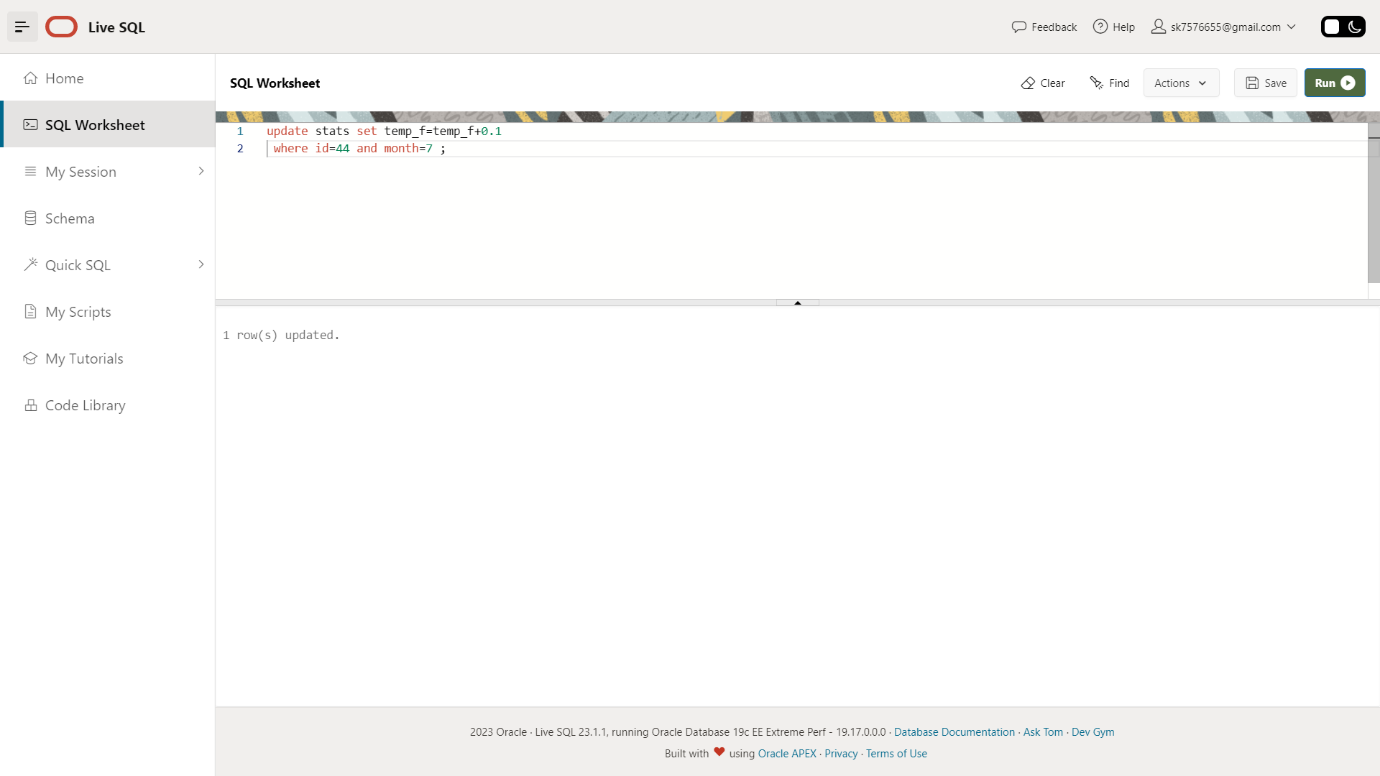 Live SQL
Feedback
Help
sk7576655@gmail.com
Home
SQL Worksheet
My Session
Schema
Quick SQL
My Scripts
My Tutorials
Code Library
SQL Worksheet
Clear
Find
Actions
Save
Run
1 update stats set temp_f=temp_f+0.1
2 where id=44 and month=7 ;
1 row(s) updated.
2023 Oracle · Live SQL 23.1.1, running Oracle Database 19c EE Extreme Perf - 19.17.0.0.0 · Database Documentation · Ask Tom · Dev Gym
Built with ❤ using Oracle APEX · Privacy · Terms of Use